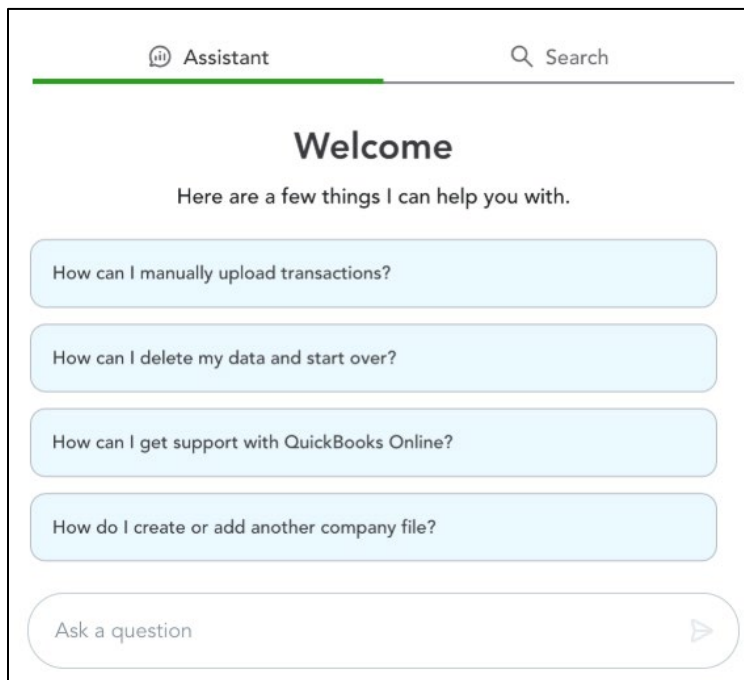 Assistant
Search
Welcome
Here are a few things I can help you with.
How can I manually upload transactions?
How can I delete my data and start over?
How can I get support with QuickBooks Online?
How do I create or add another company file?
Ask a question